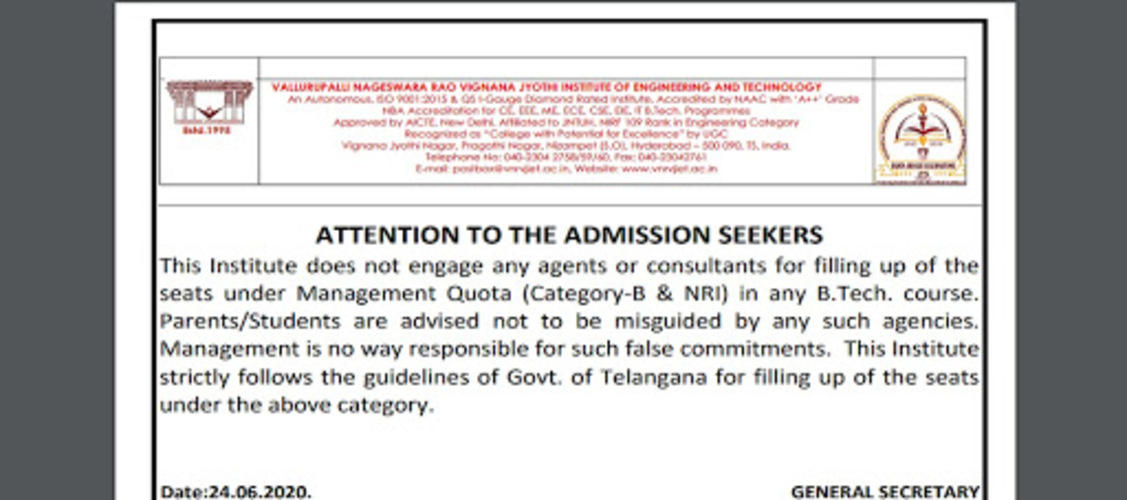 VALLURUPALLI NAGESWARA RAO VIGNANA JYOTHI INSTITUTE OF ENGINEERING AND TECHNOLOGY
An Autonomous, ISO 9001:2015 & QS I-Gauge Diamond Rated Institute, Accredited by NAAC with 'A++' Grade
NBA Accreditation for CE, EEE, ME, ECE, CSE, EIE, IT B.Tech. Programmes
Approved by AICTE, New Delhi, Affiliated to JNTUH, NIRF 109 Rank in Engineering Category
Recognized as "College with Potential for Excellence" by UGC
Vignana Jyothi Nagar, Pragathi Nagar, Nizampet (S.O), Hyderabad – 500 090, TS, India.
Telephone No: 040-2304 2758/59/60, Fax: 040-23042761
E-mail: postbox@vnrvjiet.ac.in, Website: www.vnrvjiet.ac.in
Estd.1995
ATTENTION TO THE ADMISSION SEEKERS
This Institute does not engage any agents or consultants for filling up of the
seats under Management Quota (Category-B & NRI) in any B.Tech. course.
Parents/Students are advised not to be misguided by any such agencies.
Management is no way responsible for such false commitments. This Institute
strictly follows the guidelines of Govt. of Telangana for filling up of the seats
under the above category.
Date:24.06.2020.
GENERAL SECRETARY